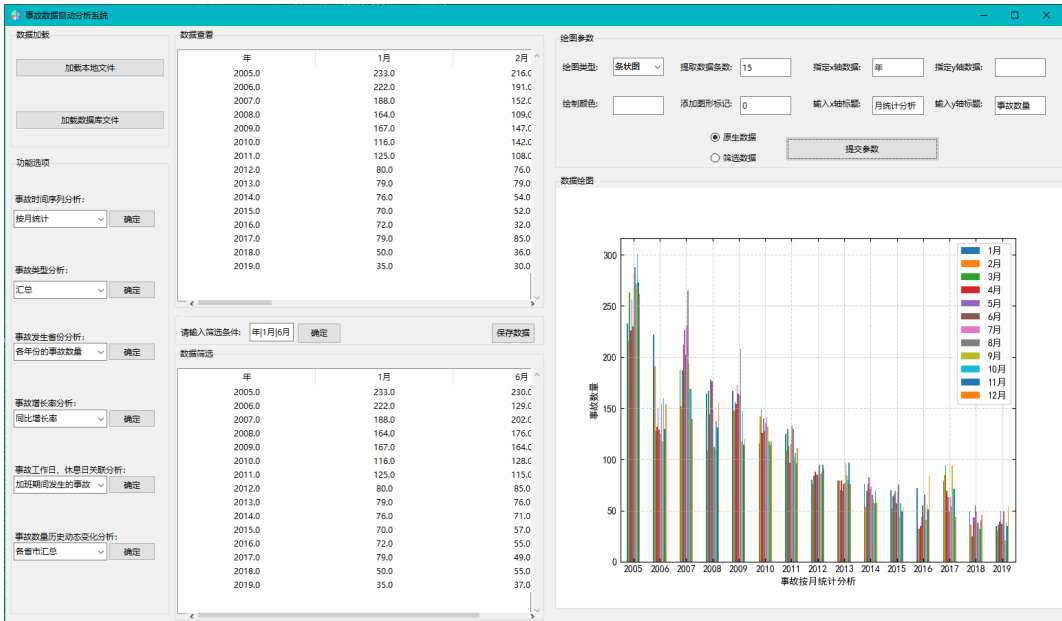 事故数据自动分析系统
数据加载
加载本地文件
加载数据库文件
功能选项
事故时间序列分析:
按月统计 确定
事故类型分析:
汇总 确定
事故发生省份分析:
各年份的事故数量 确定
事故增长率分析:
同比增长率 确定
事故工作日、休息日关联分析:
加班期间发生的事故 确定
事故数量历史动态变化分析:
各省市汇总 确定
数据查看
年 1月 2月
2005.0 233.0 216.0
2006.0 222.0 191.0
2007.0 188.0 152.0
2008.0 164.0 109.0
2009.0 167.0 147.0
2010.0 116.0 142.0
2011.0 125.0 108.0
2012.0 80.0 76.0
2013.0 79.0 79.0
2014.0 76.0 54.0
2015.0 70.0 52.0
2016.0 72.0 32.0
2017.0 79.0 85.0
2018.0 50.0 36.0
2019.0 35.0 30.0
请输入筛选条件: 年|1月|6月 确定 保存数据
数据筛选
年 1月 6月
2005.0 233.0 230.0
2006.0 222.0 129.0
2007.0 188.0 202.0
2008.0 164.0 176.0
2009.0 167.0 164.0
2010.0 116.0 128.0
2011.0 125.0 115.0
2012.0 80.0 85.0
2013.0 79.0 76.0
2014.0 76.0 71.0
2015.0 70.0 57.0
2016.0 72.0 55.0
2017.0 79.0 49.0
2018.0 50.0 55.0
2019.0 35.0 37.0
绘图参数
绘图类型: 条状图 提取数据条数: 15 指定x轴数据: 年 指定y轴数据:
绘制颜色: 添加图形标记: 0 输入x轴标题: 月统计分析 输入y轴标题: 事故数量
原生数据
筛选数据
提交参数
数据绘图
事故数量
300
250
200
150
100
50
0
1月
2月
3月
4月
5月
6月
7月
8月
9月
10月
11月
12月
2005 2006 2007 2008 2009 2010 2011 2012 2013 2014 2015 2016 2017 2018 2019
事故按月统计分析